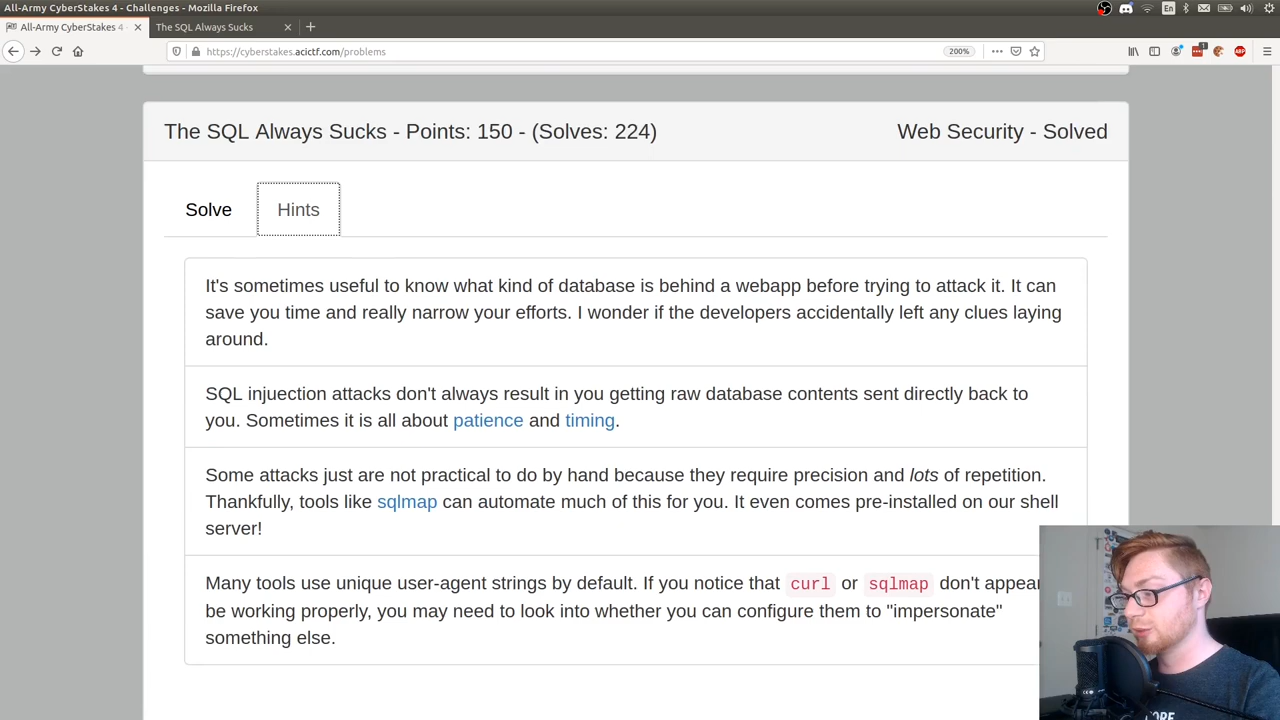 All-Army CyberStakes 4 - Challenges - Mozilla Firefox
En
All-Army CyberStakes 4 -
The SQL Always Sucks
https://cyberstakes.acictf.com/problems
200%
1
ABP
The SQL Always Sucks - Points: 150 - (Solves: 224)
Web Security - Solved
Solve
Hints
It's sometimes useful to know what kind of database is behind a webapp before trying to attack it. It can
save you time and really narrow your efforts. I wonder if the developers accidentally left any clues laying
around.
SQL injuection attacks don't always result in you getting raw database contents sent directly back to
you. Sometimes it is all about patience and timing.
Some attacks just are not practical to do by hand because they require precision and lots of repetition.
Thankfully, tools like sqlmap can automate much of this for you. It even comes pre-installed on our shell
server!
Many tools use unique user-agent strings by default. If you notice that curl or sqlmap don't appear
be working properly, you may need to look into whether you can configure them to "impersonate"
something else.